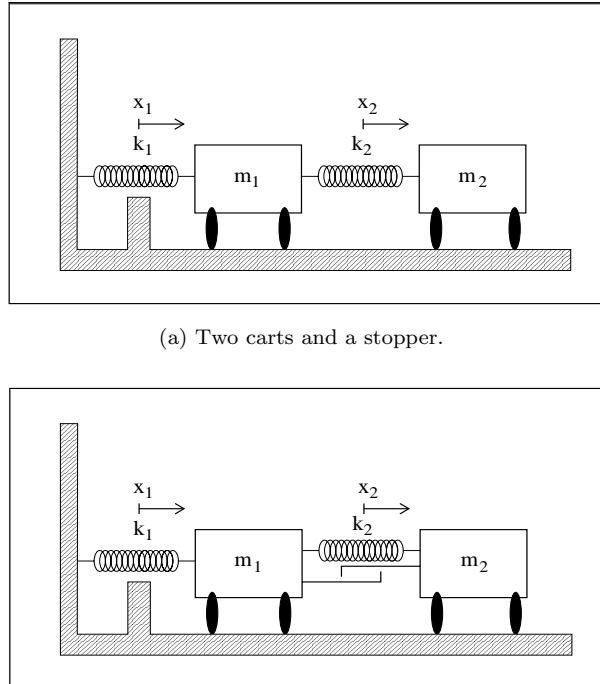 x₁ x₂
k₁ k₂
m₁ m₂
(a) Two carts and a stopper.
x₁ x₂
k₁ k₂
m₁ m₂